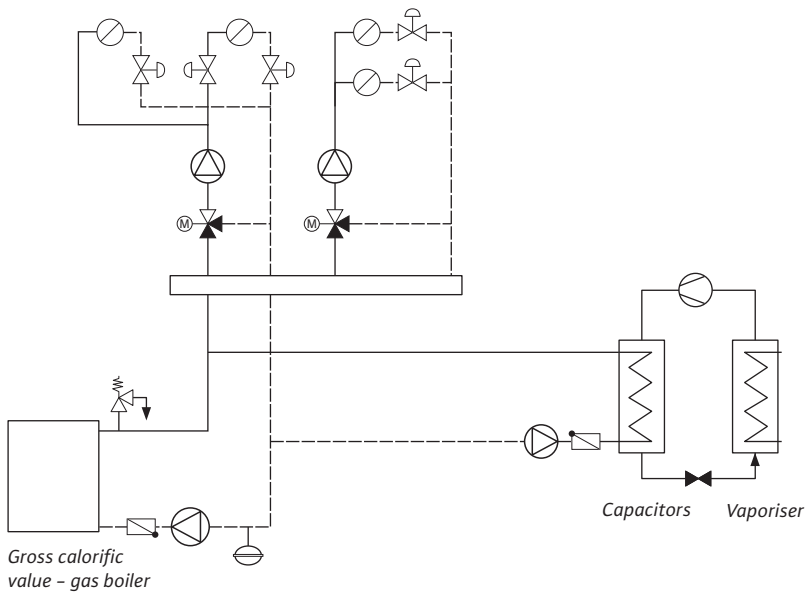 M
M
Capacitors
Vaporiser
Gross calorific
value – gas boiler